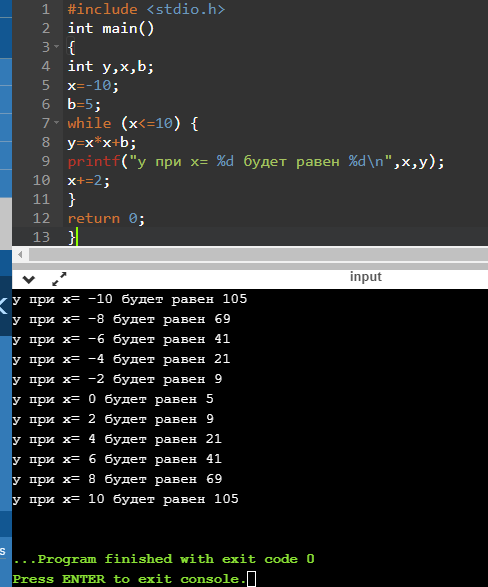 1 #include <stdio.h>
2 int main()
3 {
4 int y,x,b;
5 x=-10;
6 b=5;
7 while (x<=10) {
8 y=x*x+b;
9 printf("y при x= %d будет равен %d\n",x,y);
10 x+=2;
11 }
12 return 0;
13 }
input
y при x= -10 будет равен 105
y при x= -8 будет равен 69
y при x= -6 будет равен 41
y при x= -4 будет равен 21
y при x= -2 будет равен 9
y при x= 0 будет равен 5
y при x= 2 будет равен 9
y при x= 4 будет равен 21
y при x= 6 будет равен 41
y при x= 8 будет равен 69
y при x= 10 будет равен 105
...Program finished with exit code 0
Press ENTER to exit console.